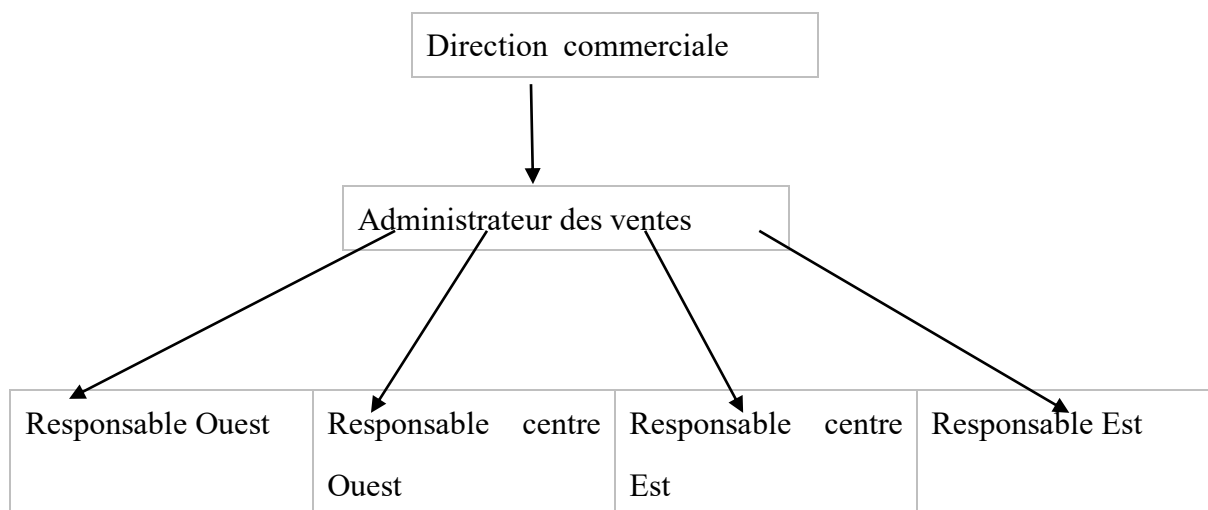 Direction commerciale
Administrateur des ventes
Responsable Ouest
Responsable centre
Ouest
Responsable centre
Est
Responsable Est